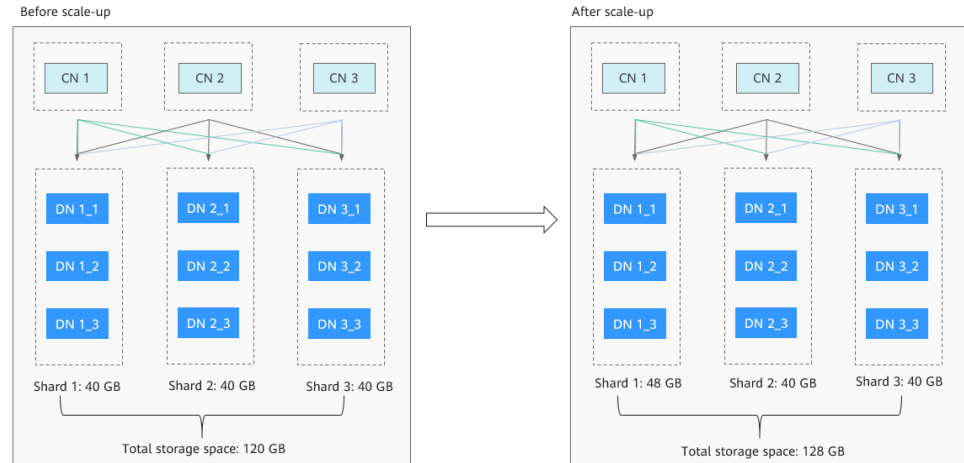 Before scale-up
CN 1
CN 2
CN 3
DN 1_1
DN 2_1
DN 3_1
DN 1_2
DN 2_2
DN 3_2
DN 1_3
DN 2_3
DN 3_3
Shard 1: 40 GB
Shard 2: 40 GB
Shard 3: 40 GB
Total storage space: 120 GB
After scale-up
CN 1
CN 2
CN 3
DN 1_1
DN 2_1
DN 3_1
DN 1_2
DN 2_2
DN 3_2
DN 1_3
DN 2_3
DN 3_3
Shard 1: 48 GB
Shard 2: 40 GB
Shard 3: 40 GB
Total storage space: 128 GB